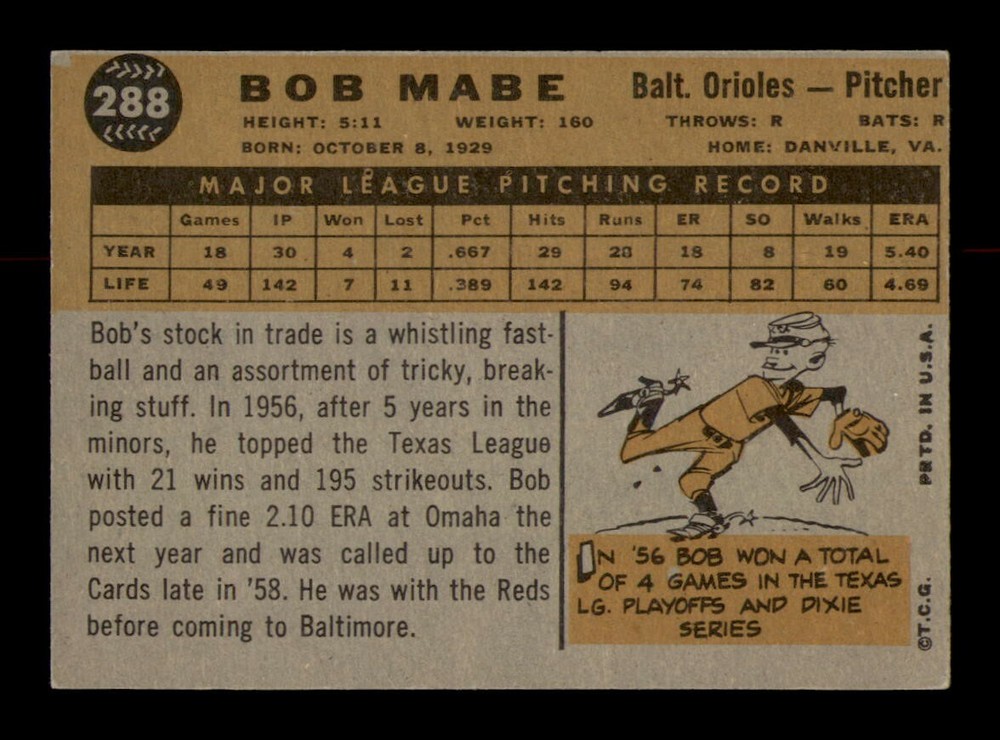 288
BOB MABE
Balt. Orioles — Pitcher
HEIGHT: 5:11 WEIGHT: 160 THROWS: R BATS: R
BORN: OCTOBER 8, 1929 HOME: DANVILLE, VA.
MAJOR LEAGUE PITCHING RECORD
Games IP Won Lost Pct Hits Runs ER SO Walks ERA
YEAR 18 30 4 2 .667 29 20 18 8 19 5.40
LIFE 49 142 7 11 .389 142 94 74 82 60 4.69
Bob's stock in trade is a whistling fast-
ball and an assortment of tricky, break-
ing stuff. In 1956, after 5 years in the
minors, he topped the Texas League
with 21 wins and 195 strikeouts. Bob
posted a fine 2.10 ERA at Omaha the
next year and was called up to the
Cards late in '58. He was with the Reds
before coming to Baltimore.
IN '56 BOB WON A TOTAL
OF 4 GAMES IN THE TEXAS
LG. PLAYOFFS AND DIXIE
SERIES
©T.C.G. PRTD. IN U.S.A.